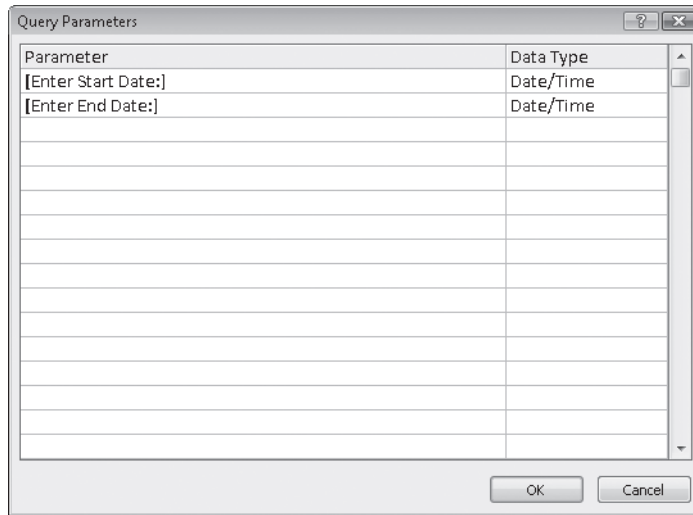 Query Parameters
Parameter Data Type
[Enter Start Date:] Date/Time
[Enter End Date:] Date/Time
OK Cancel